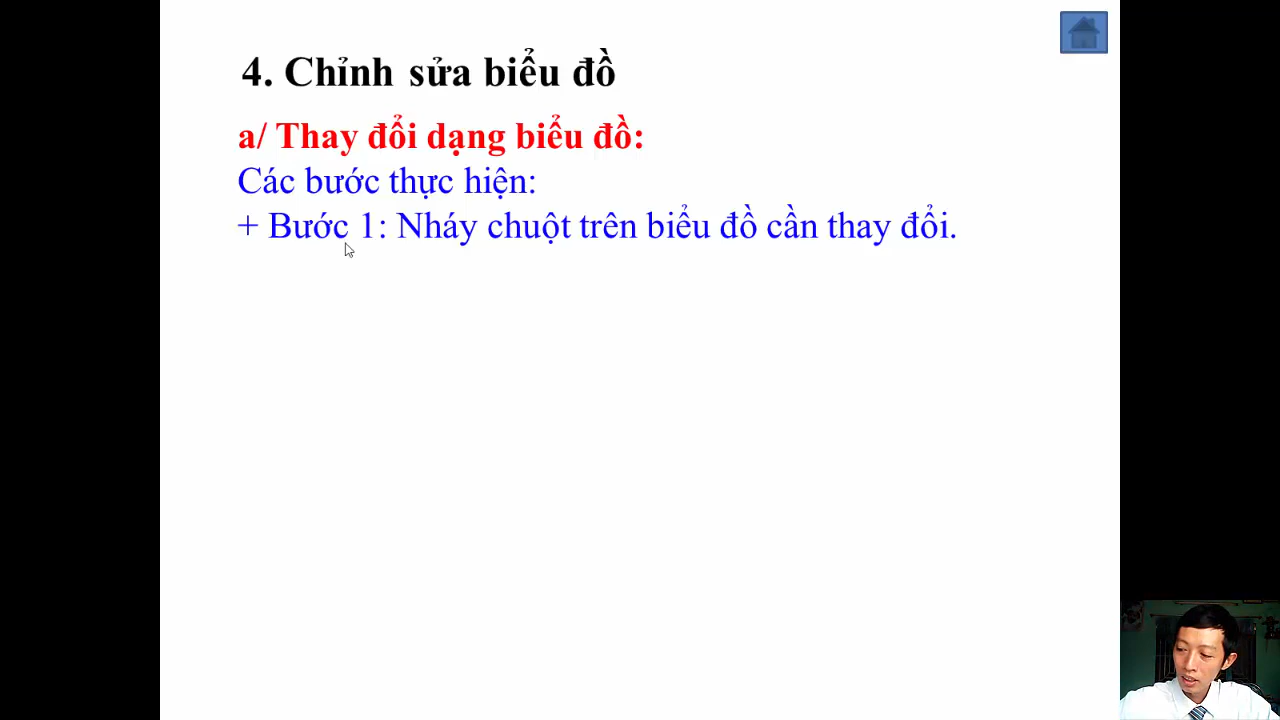 4. Chỉnh sửa biểu đồ
a/ Thay đổi dạng biểu đồ:
Các bước thực hiện:
+ Bước 1: Nháy chuột trên biểu đồ cần thay đổi.